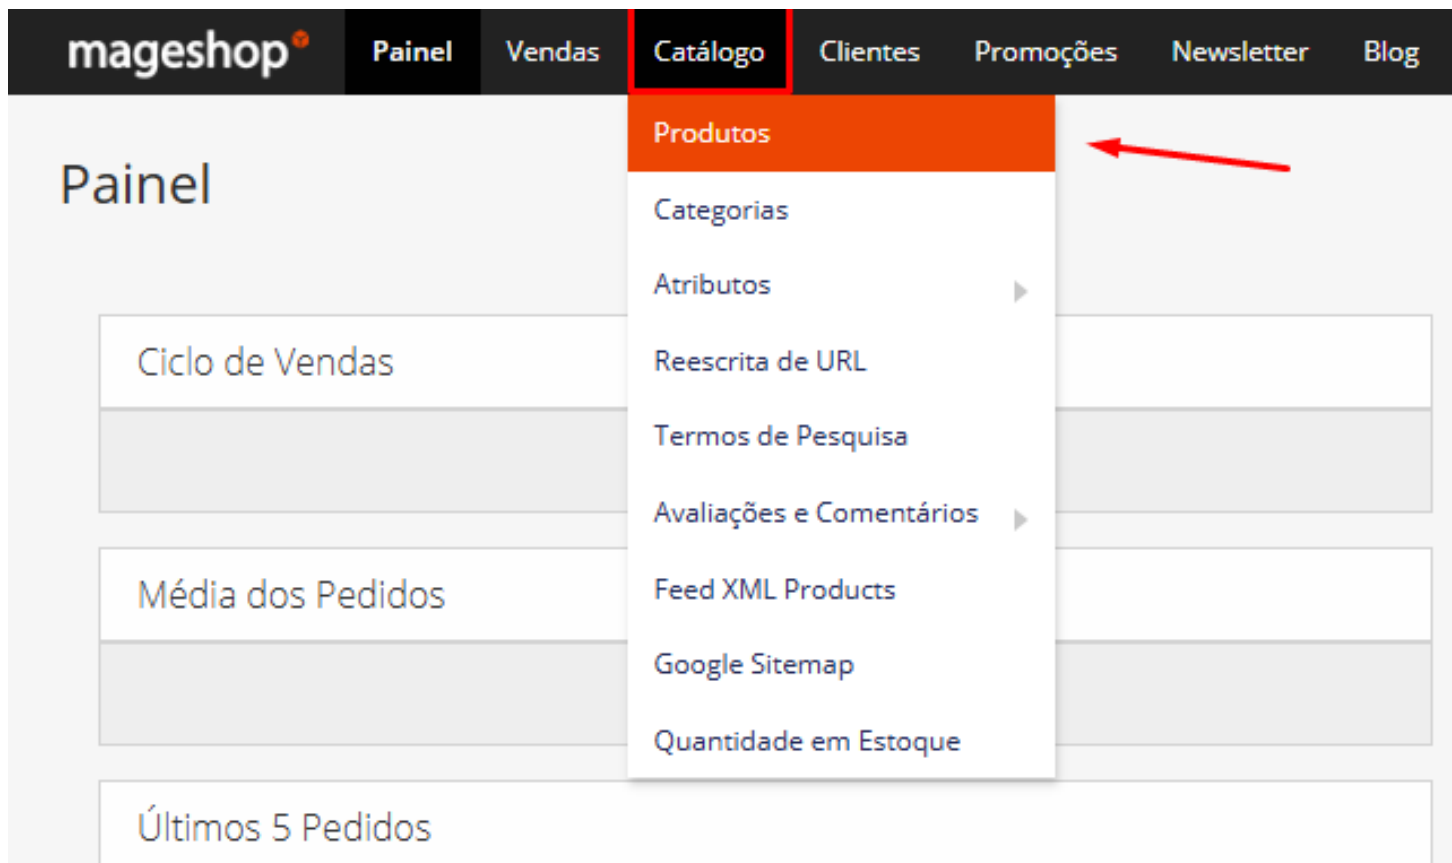 mageshop Painel Vendas Catálogo Clientes Promoções Newsletter Blog
Painel
Produtos
Categorias
Atributos
Reescrita de URL
Termos de Pesquisa
Avaliações e Comentários
Feed XML Products
Google Sitemap
Quantidade em Estoque
Ciclo de Vendas
Média dos Pedidos
Últimos 5 Pedidos